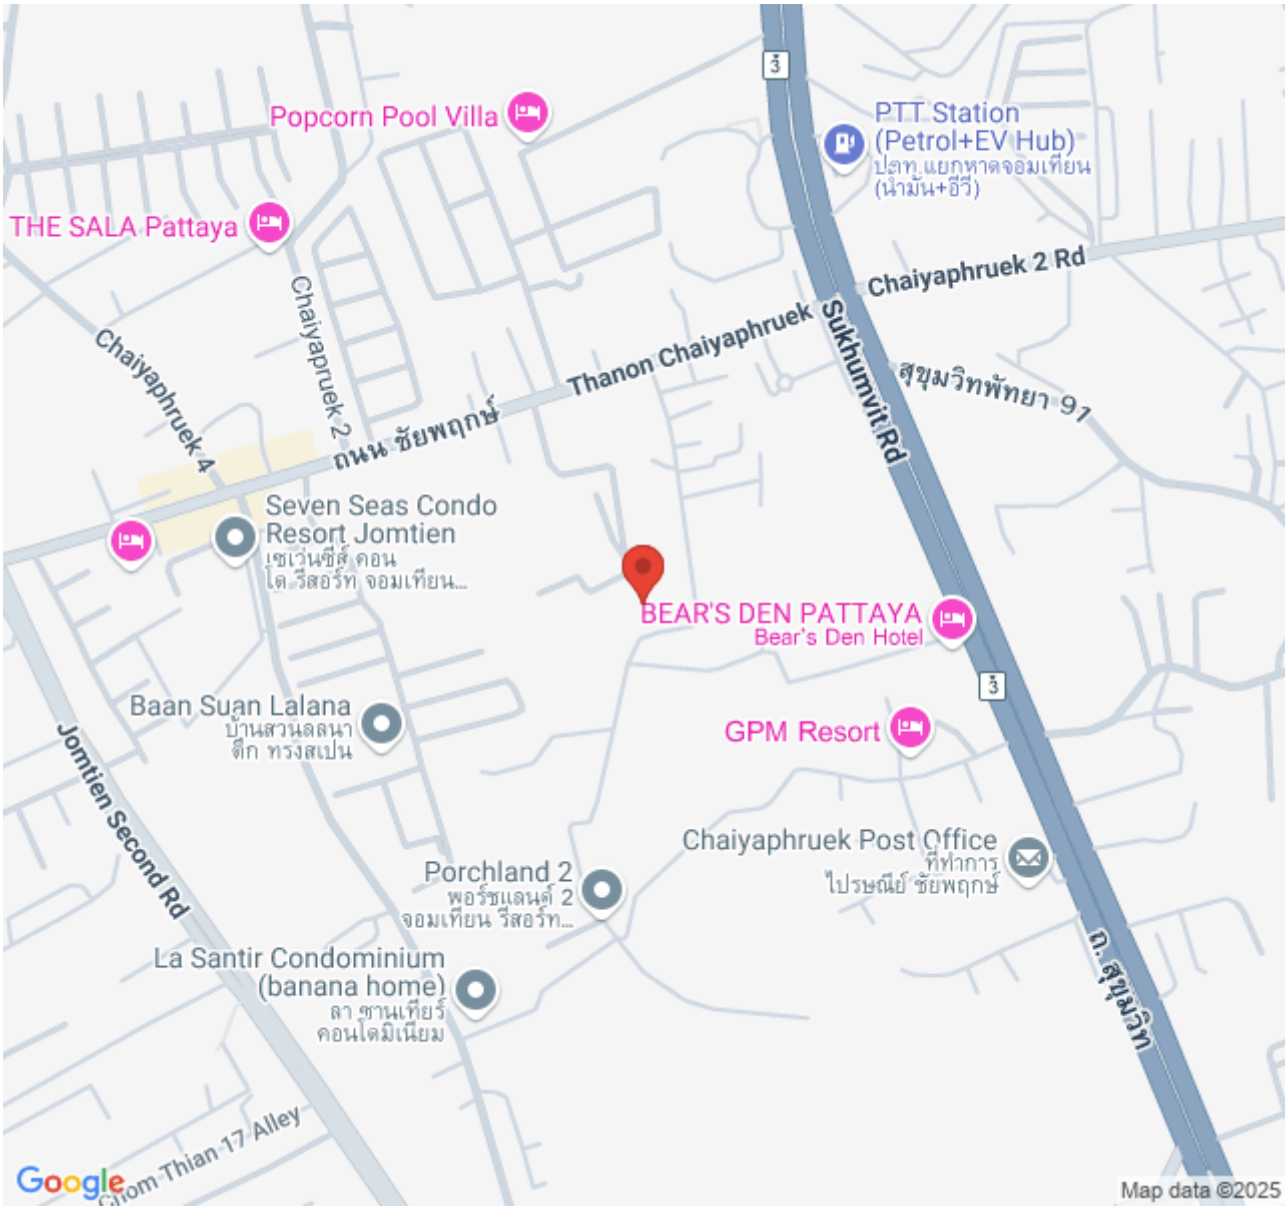 3
PTT Station
(Petrol+EV Hub)
ปตท.แยกหาดจอมเทียน
(น้ำมัน+อีวี)
Popcorn Pool Villa
THE SALA Pattaya
Chaiyaphruek 2 Rd
Thanon Chaiyaphruek
Sukhumvit Rd
สุขุมวิทพัทยา 91
Chaiyapruek 2
Chaiyaphruek 4
ถนน ชัยพฤกษ์
Seven Seas Condo
Resort Jomtien
เซเว่นซีส์ คอน
โด รีสอร์ท จอมเทียน...
BEAR'S DEN PATTAYA
Bear's Den Hotel
3
Baan Suan Lalana
บ้านสวนลลนา
ตึก ทรงสเปน
GPM Resort
Jomtien Second Rd
Chaiyaphruek Post Office
ที่ทำการ
ไปรษณีย์ ชัยพฤกษ์
Porchland 2
พอร์ชแลนด์ 2
จอมเทียน รีสอร์ท...
La Santir Condominium
(banana home)
ลา ซานเทียร์
คอนโดมิเนียม
ถ. สุขุมวิท
Chom Thian 17 Alley
Google
Map data ©2025